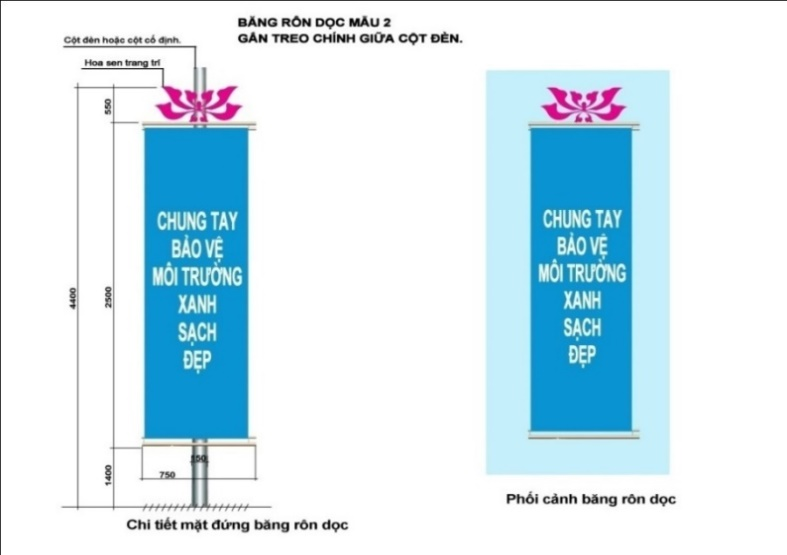 BĂNG RÔN DỌC MẪU 2
GẮN TREO CHÍNH GIỮA CỘT ĐÈN.
Cột đèn hoặc cột cố định.
Hoa sen trang trí
550
4400
2500
1400
CHUNG TAY
BẢO VỆ
MÔI TRƯỜNG
XANH
SẠCH
ĐẸP
150
750
Chi tiết mặt đứng băng rôn dọc
CHUNG TAY
BẢO VỆ
MÔI TRƯỜNG
XANH
SẠCH
ĐẸP
Phối cảnh băng rôn dọc